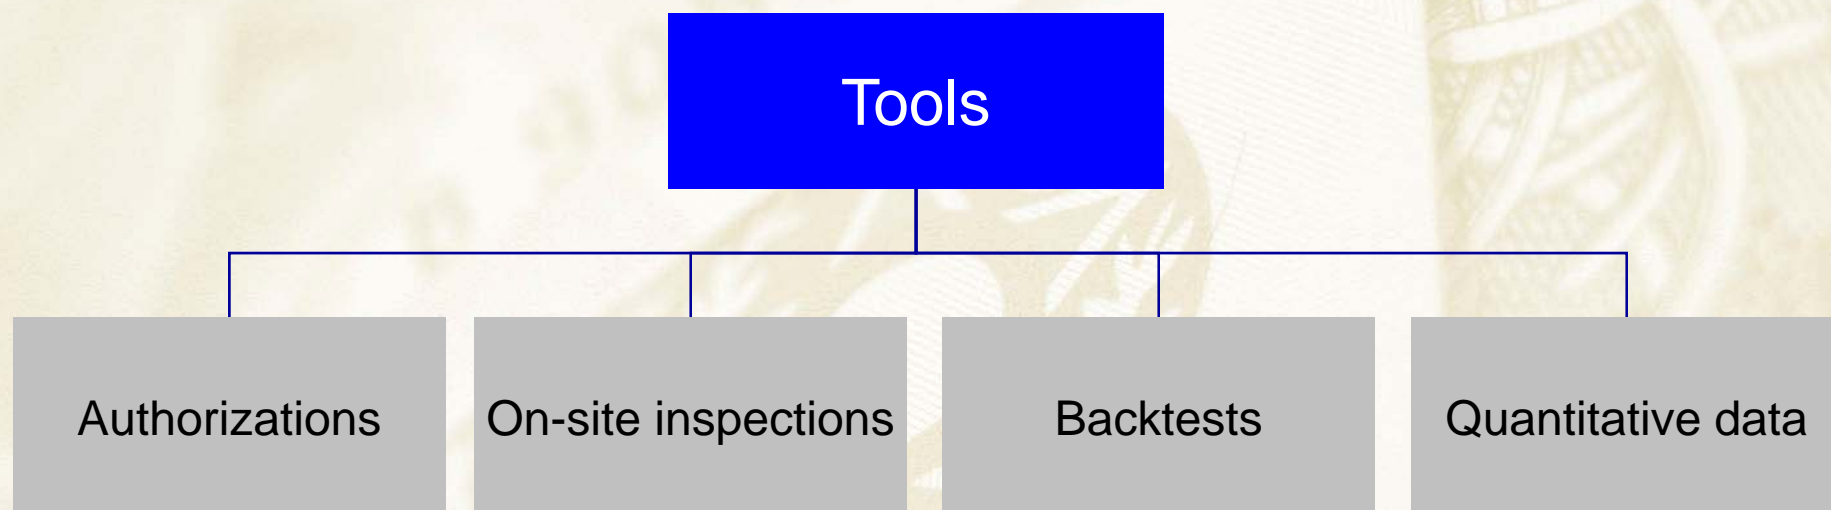 Tools
Authorizations
On-site inspections
Backtests
Quantitative data